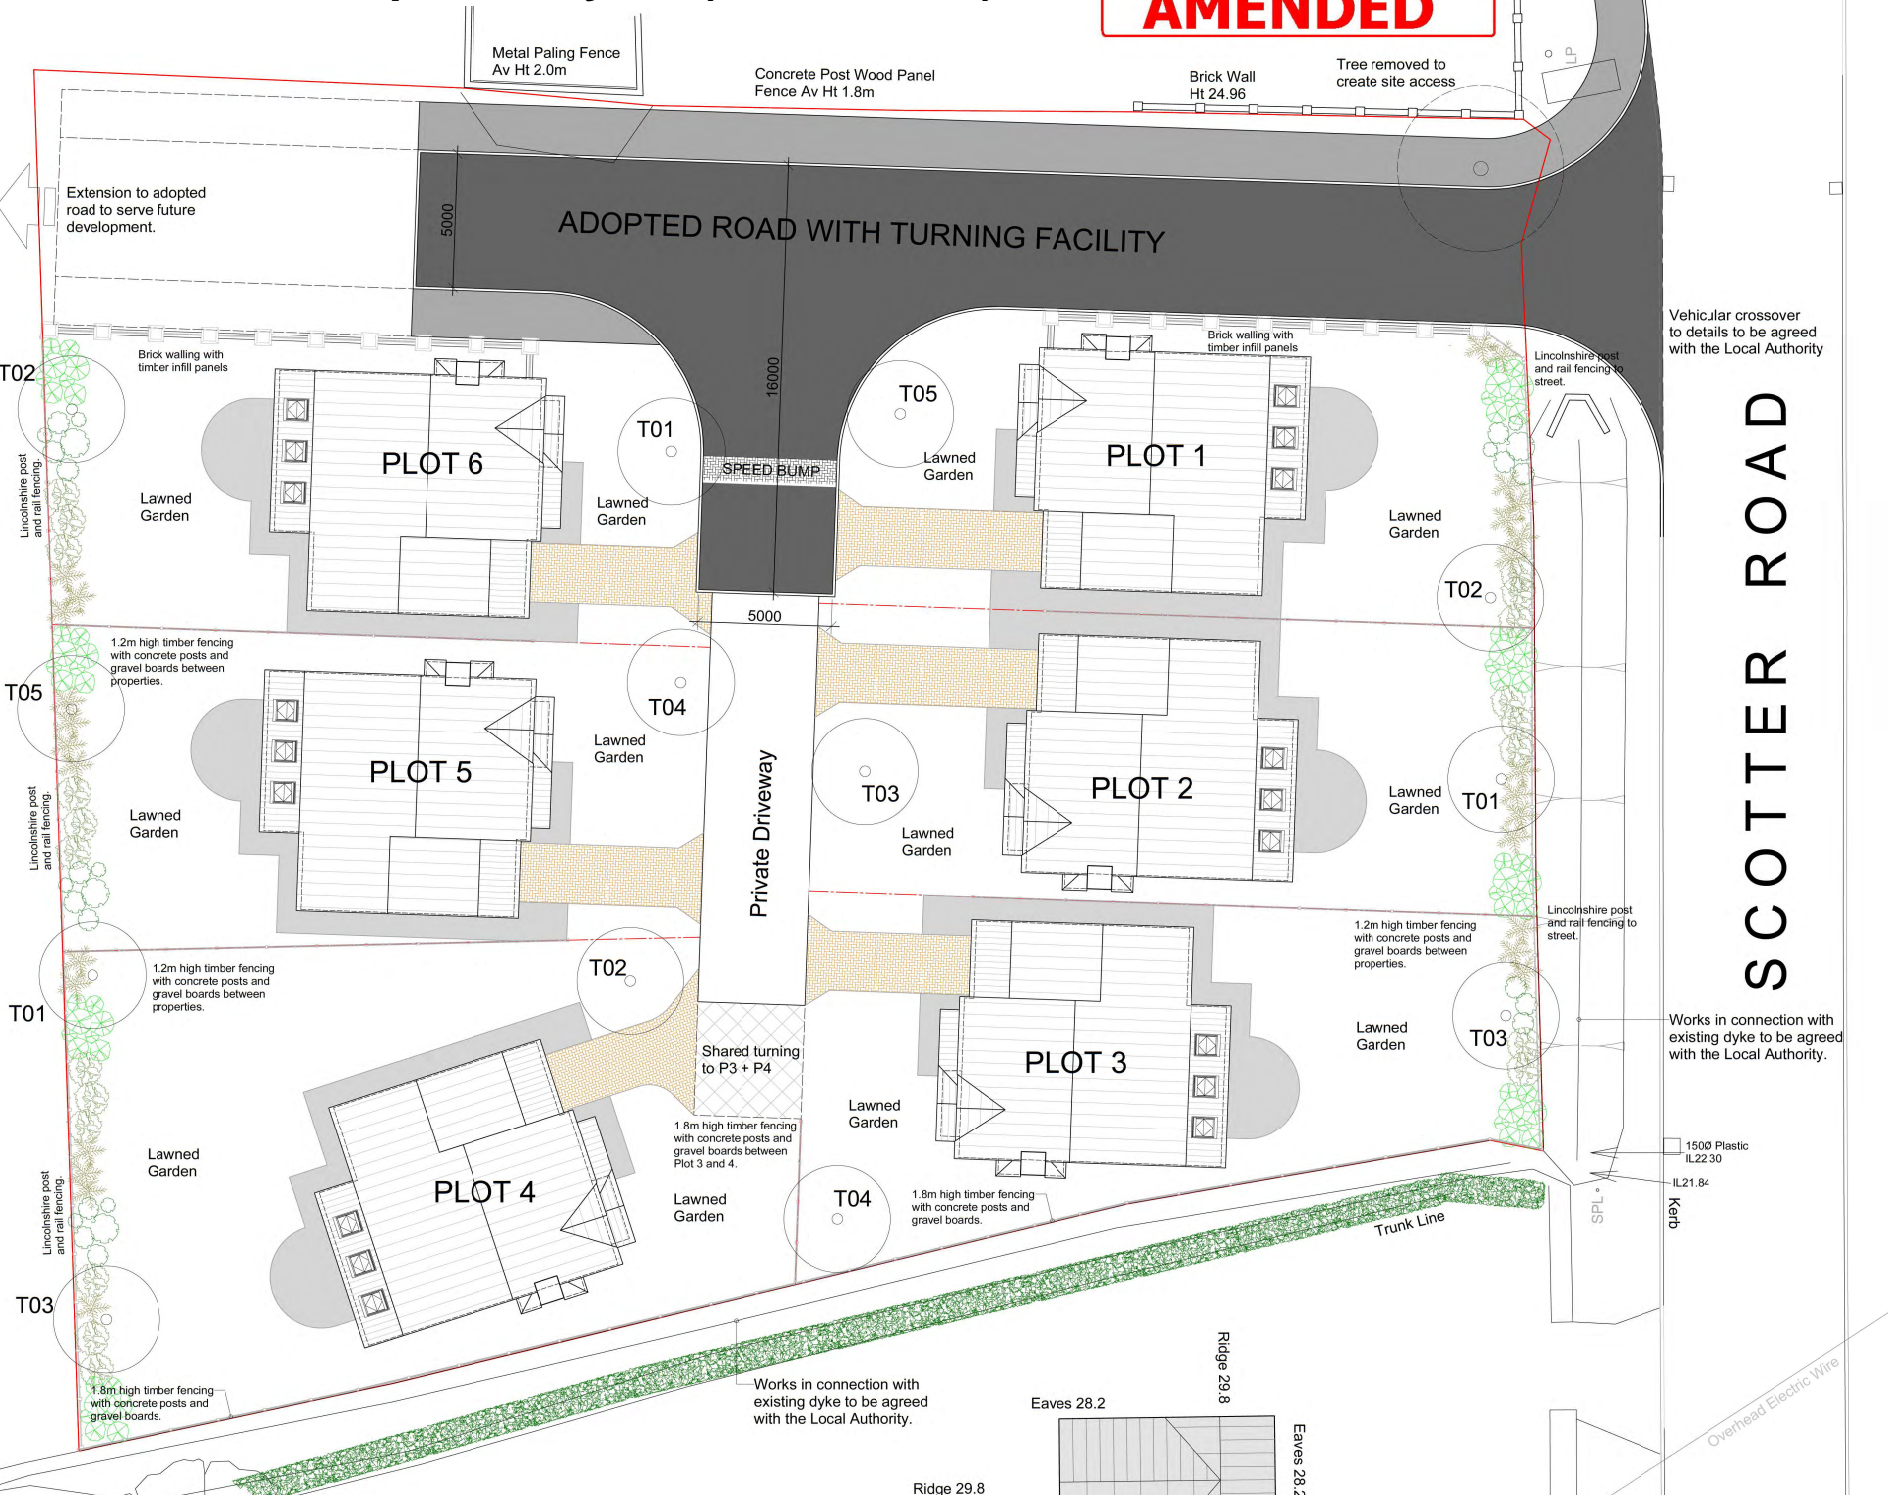 AMENDED
Metal Paling Fence
Av Ht 2.0m
Concrete Post Wood Panel
Fence Av Ht 1.8m
Brick Wall
Ht 24.96
Tree removed to
create site access
LP
Extension to adopted
road to serve future
development.
5000
ADOPTED ROAD WITH TURNING FACILITY
16000
Vehicular crossover
to details to be agreed
with the Local Authority
Brick walling with
timber infill panels
Brick walling with
timber infill panels
Lincolnshire post
and rail fencing to
street.
T02
T01
T05
SCOTTER ROAD
PLOT 6
PLOT 1
SPEED BUMP
Lawned
Garden
Lawned
Garden
Lawned
Garden
Lawned
Garden
Lincolnshire post
and rail fencing.
T02
5000
1.2m high timber fencing
with concrete posts and
gravel boards between
properties.
T05
T04
Lawned
Garden
PLOT 5
Private Driveway
T03
PLOT 2
Lawned
Garden
T01
Lawned
Garden
Lawned
Garden
Lincolnshire post
and rail fencing.
Lincolnshire post
and rail fencing to
street.
1.2m high timber fencing
with concrete posts and
gravel boards between
properties.
1.2m high timber fencing
with concrete posts and
gravel boards between
properties.
T01
T02
Shared turning
to P3 + P4
PLOT 3
Lawned
Garden
T03
Works in connection with
existing dyke to be agreed
with the Local Authority.
Lawned
Garden
1.8m high timber fencing
with concrete posts and
gravel boards between
Plot 3 and 4.
Lawned
Garden
PLOT 4
Lawned
Garden
T04
1.8m high timber fencing
with concrete posts and
gravel boards.
Trunk Line
150Ø Plastic
IL22.30
IL21.84
SPL
Kerb
Lincolnshire post
and rail fencing.
T03
1.8m high timber fencing
with concrete posts and
gravel boards.
Works in connection with
existing dyke to be agreed
with the Local Authority.
Eaves 28.2
Ridge 29.8
Eaves 28.2
Ridge 29.8
Overhead Electric Wire